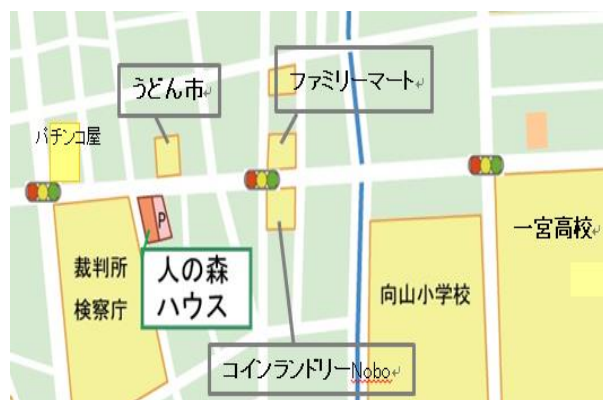 うどん市
ファミリーマート
パチンコ屋
P
裁判所
検察庁
人の森
ハウス
向山小学校
一宮高校
コインランドリーNobo